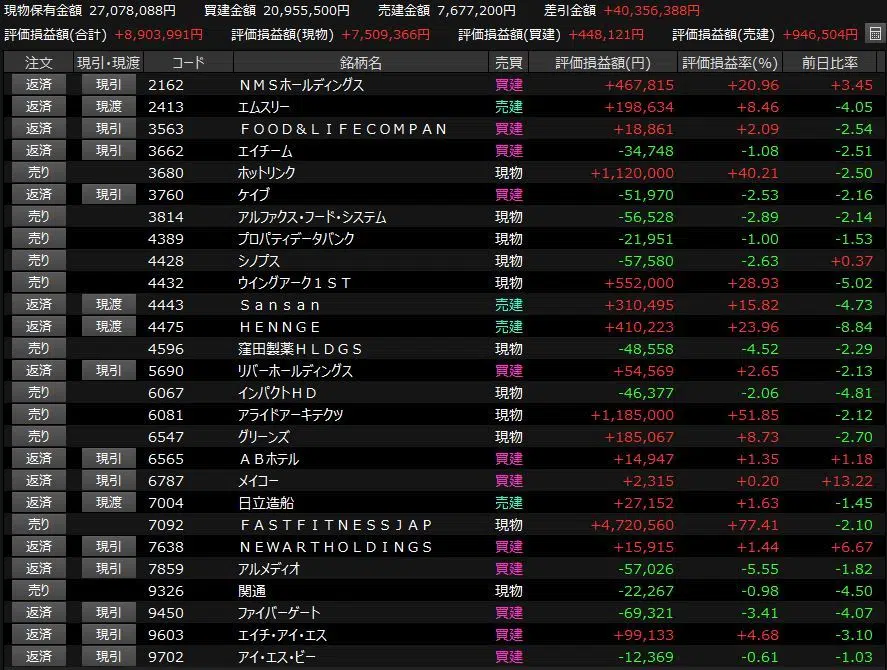 現物保有金額 27,078,088円 買建金額 20,955,500円 売建金額 7,677,200円 差引金額 +40,356,388円
評価損益額(合計) +8,903,991円 評価損益額(現物) +7,509,366円 評価損益額(買建) +448,121円 評価損益額(売建) +946,504円
注文 現引・現渡 コード 銘柄名 売買 評価損益額(円) 評価損益率(%) 前日比率
返済 現引 2162 ＮＭＳホールディングス 買建 +467,815 +20.96 +3.45
返済 現渡 2413 エムスリー 売建 +198,634 +8.46 -4.05
返済 現引 3563 ＦＯＯＤ＆ＬＩＦＥＣＯＭＰＡＮ 買建 +18,861 +2.09 -2.54
返済 現引 3662 エイチーム 買建 -34,748 -1.08 -2.51
売り 3680 ホットリンク 現物 +1,120,000 +40.21 -2.50
返済 現引 3760 ケイブ 買建 -51,970 -2.53 -2.16
売り 3814 アルファクス・フード・システム 現物 -56,528 -2.89 -2.14
売り 4389 プロパティデータバンク 現物 -21,951 -1.00 -1.53
売り 4428 シノプス 現物 -57,580 -2.63 +0.37
売り 4432 ウイングアーク１ＳＴ 現物 +552,000 +28.93 -5.02
返済 現渡 4443 Ｓａｎｓａｎ 売建 +310,495 +15.82 -4.73
返済 現渡 4475 ＨＥＮＮＧＥ 売建 +410,223 +23.96 -8.84
売り 4596 窪田製薬ＨＬＤＧＳ 現物 -48,558 -4.52 -2.29
返済 現引 5690 リバーホールディングス 買建 +54,569 +2.65 -2.13
売り 6067 インパクトＨＤ 現物 -46,377 -2.06 -4.81
売り 6081 アライドアーキテクツ 現物 +1,185,000 +51.85 -2.12
売り 6547 グリーンズ 現物 +185,067 +8.73 -2.70
返済 現引 6565 ＡＢホテル 買建 +14,947 +1.35 +1.18
返済 現引 6787 メイコー 買建 +2,315 +0.20 +13.22
返済 現渡 7004 日立造船 売建 +27,152 +1.63 -1.45
売り 7092 ＦＡＳＴＦＩＴＮＥＳＳＪＡＰ 現物 +4,720,560 +77.41 -2.10
返済 現引 7638 ＮＥＷＡＲＴＨＯＬＤＩＮＧＳ 買建 +15,915 +1.44 +6.67
返済 現引 7859 アルメディオ 買建 -57,026 -5.55 -1.82
売り 9326 関通 現物 -22,267 -0.98 -4.50
返済 現引 9450 ファイバーゲート 買建 -69,321 -3.41 -4.07
返済 現引 9603 エイチ・アイ・エス 買建 +99,133 +4.68 -3.10
返済 現引 9702 アイ・エス・ビー 買建 -12,369 -0.61 -1.03